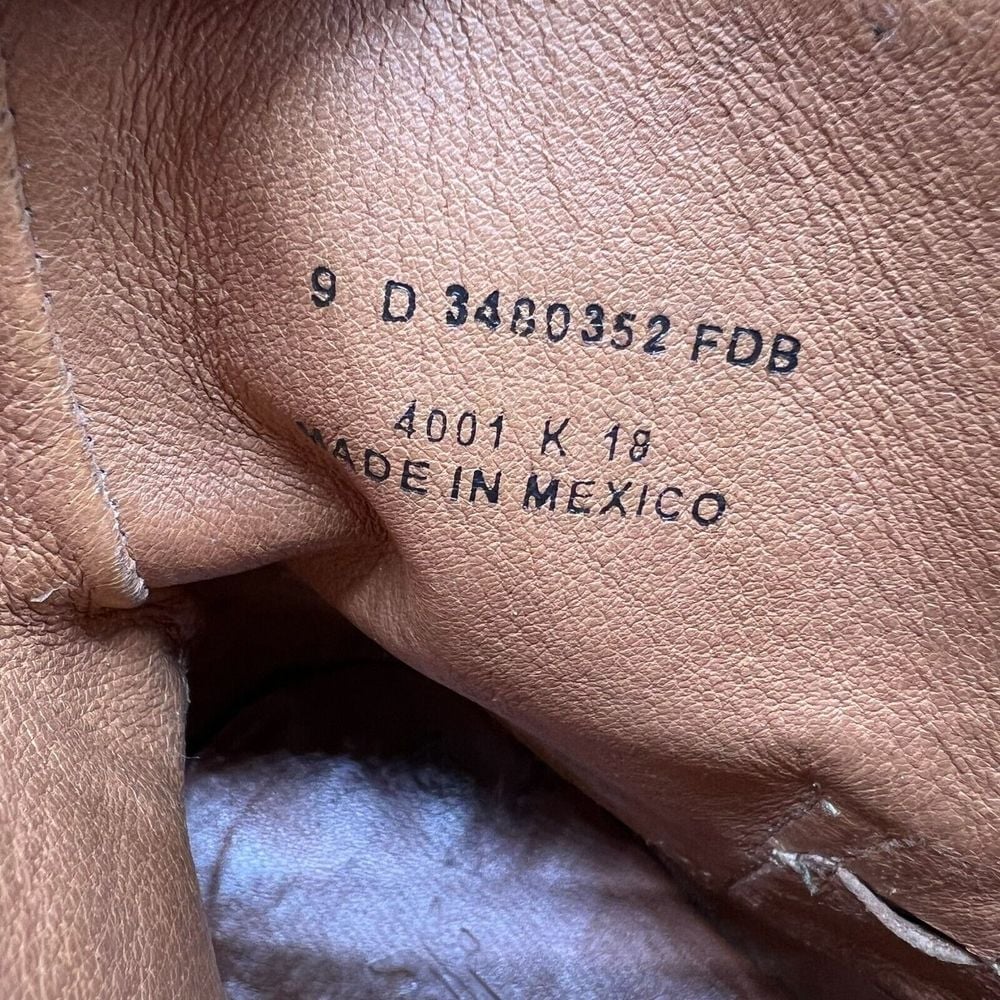 9 D 3480352 FDB
4001 K 18
MADE IN MEXICO